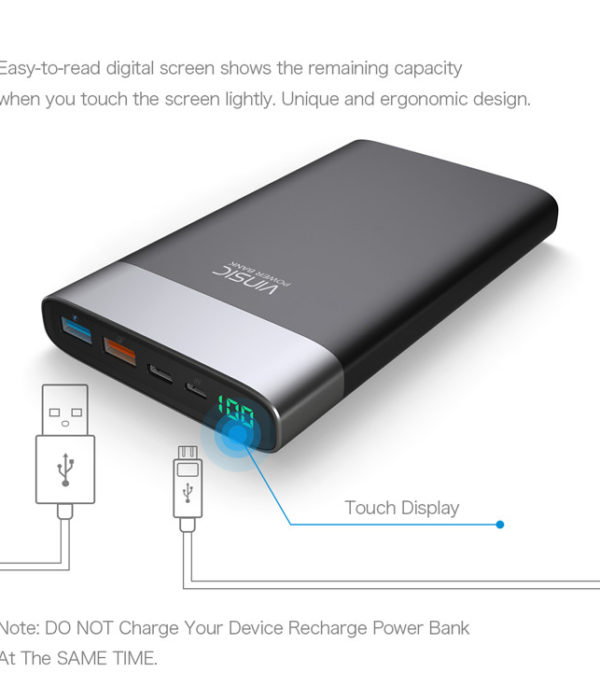 Easy-to-read digital screen shows the remaining capacity
when you touch the screen lightly. Unique and ergonomic design.
VINSIC
POWER BANK
100
Touch Display
Note: DO NOT Charge Your Device Recharge Power Bank
At The SAME TIME.